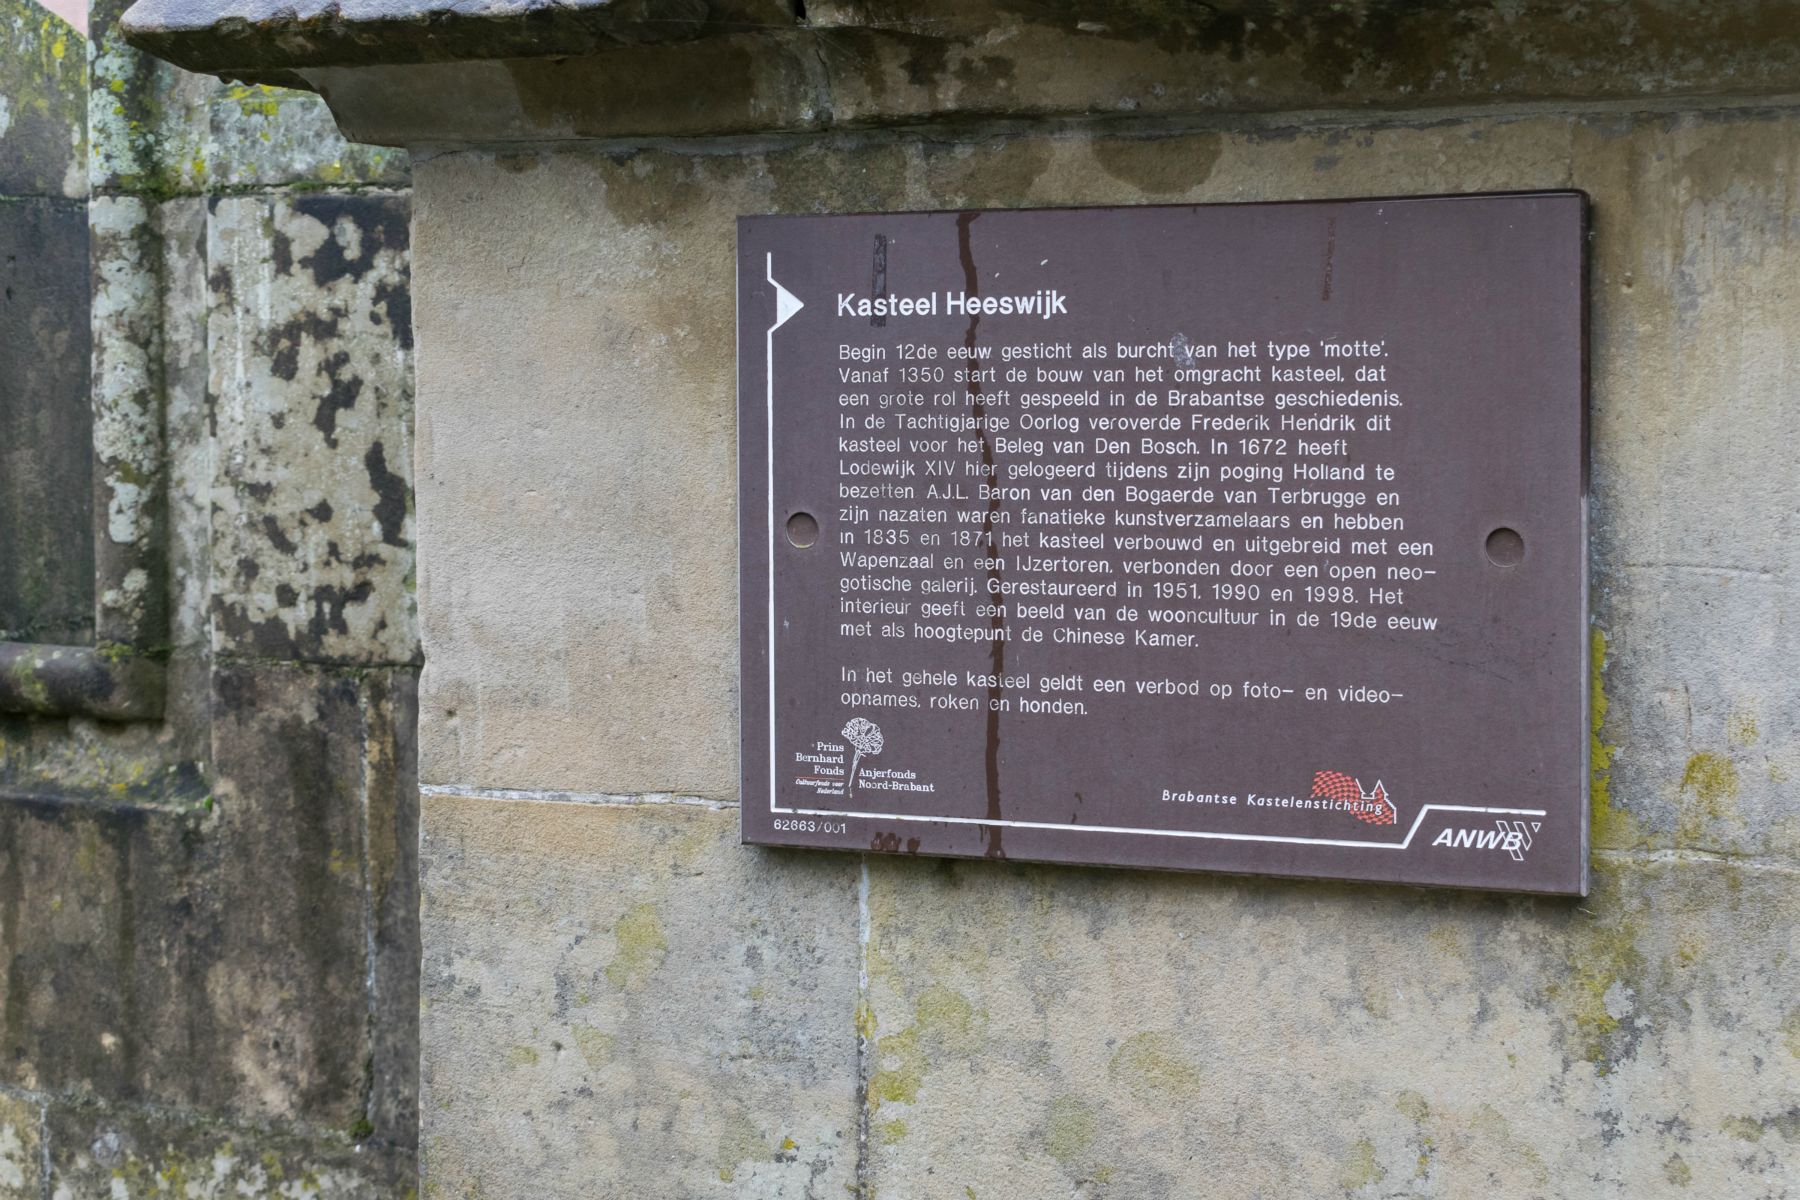 Kasteel Heeswijk
Begin 12de eeuw gesticht als burcht van het type 'motte'.
Vanaf 1350 start de bouw van het omgracht kasteel, dat
een grote rol heeft gespeeld in de Brabantse geschiedenis.
In de Tachtigjarige Oorlog veroverde Frederik Hendrik dit
kasteel voor het Beleg van Den Bosch. In 1672 heeft
Lodewijk XIV hier gelogeerd tijdens zijn poging Holland te
bezetten. A.J.L. Baron van den Bogaerde van Terbrugge en
zijn nazaten waren fanatieke kunstverzamelaars en hebben
in 1835 en 1871 het kasteel verbouwd en uitgebreid met een
Wapenzaal en een IJzertoren, verbonden door een open neo-
gotische galerij. Gerestaureerd in 1951, 1990 en 1998. Het
interieur geeft een beeld van de wooncultuur in de 19de eeuw
met als hoogtepunt de Chinese Kamer.
In het gehele kasteel geldt een verbod op foto- en video-
opnames, roken en honden.
Prins
Bernhard
Fonds
Cultuurfonds voor
Nederland
Anjerfonds
Noord-Brabant
Brabantse Kastelenstichting
ANWB
62663/001